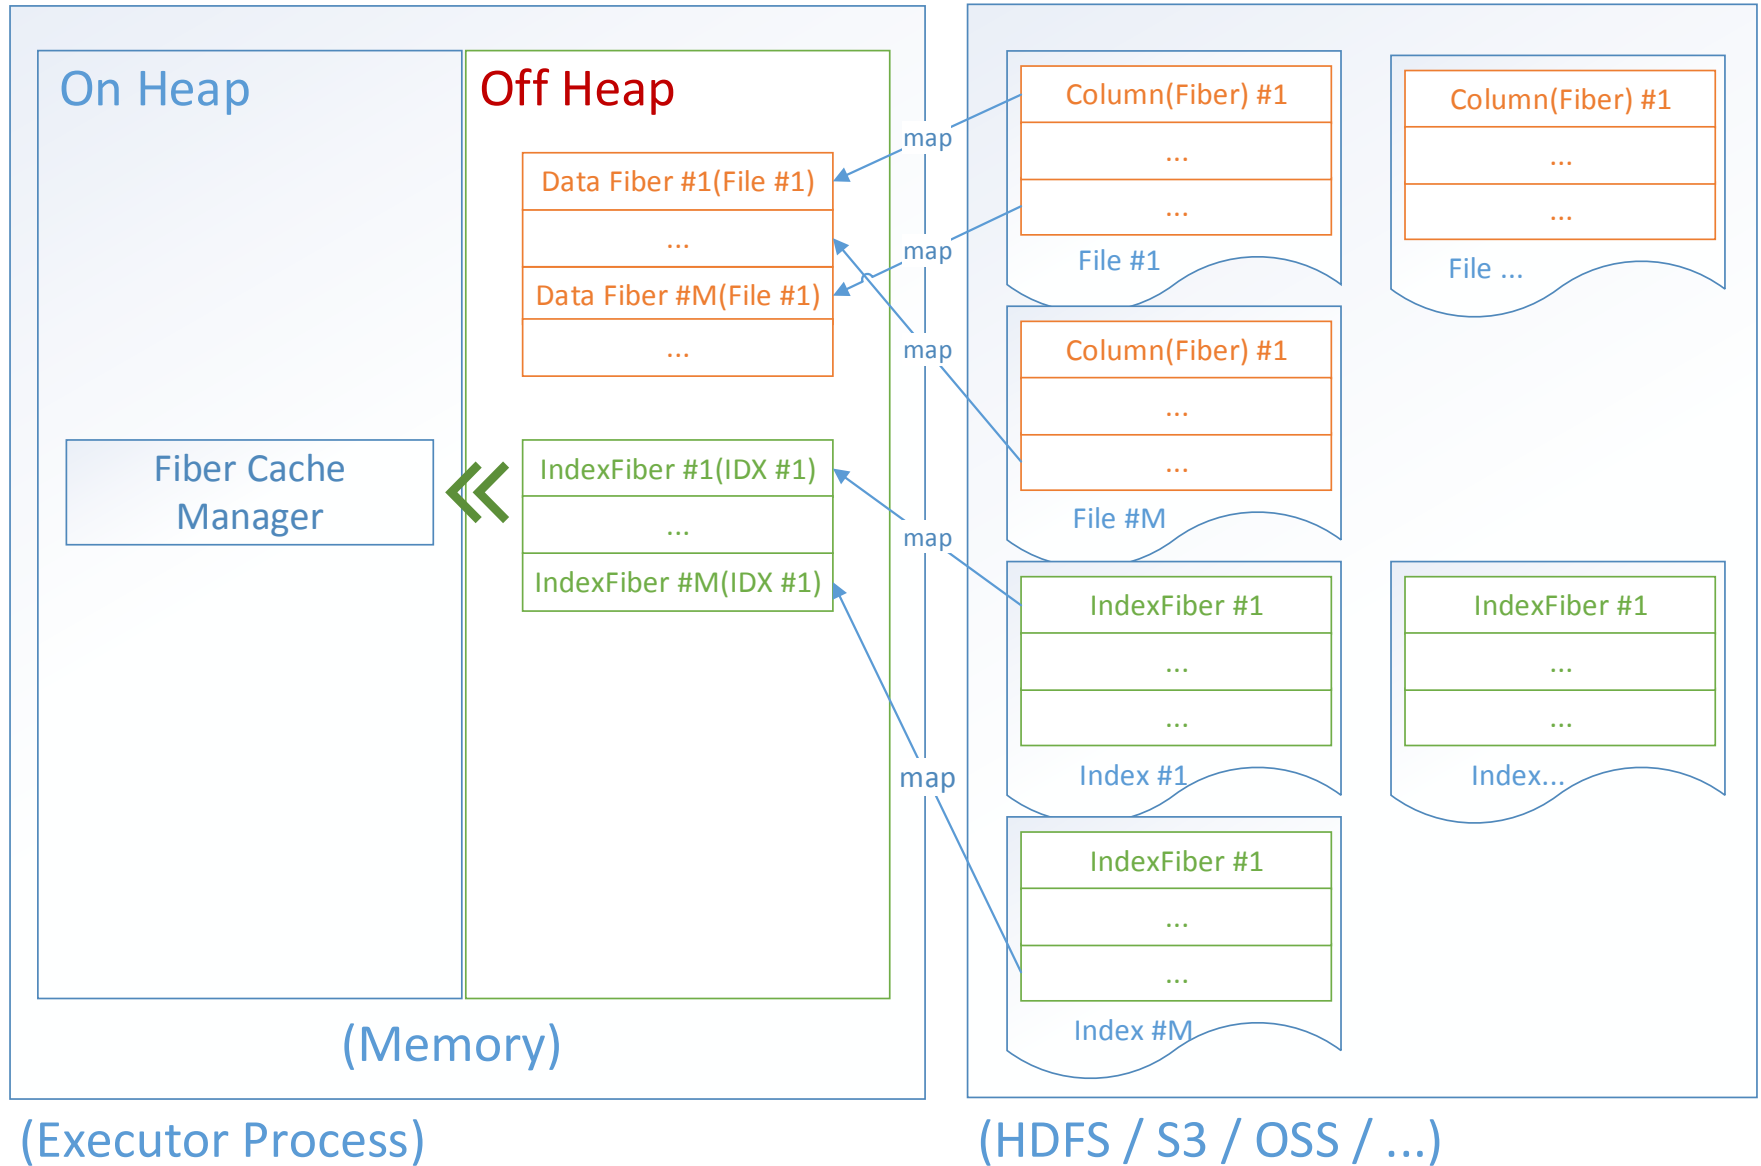 On Heap
Off Heap
Data Fiber #1(File #1)
...
Data Fiber #M(File #1)
...
Fiber Cache
Manager
IndexFiber #1(IDX #1)
...
IndexFiber #M(IDX #1)
(Memory)
(Executor Process)
map
map
map
map
map
Column(Fiber) #1
...
...
File #1
Column(Fiber) #1
...
...
File ...
Column(Fiber) #1
...
...
File #M
IndexFiber #1
...
...
Index #1
IndexFiber #1
...
...
Index...
IndexFiber #1
...
...
Index #M
(HDFS / S3 / OSS / ...)